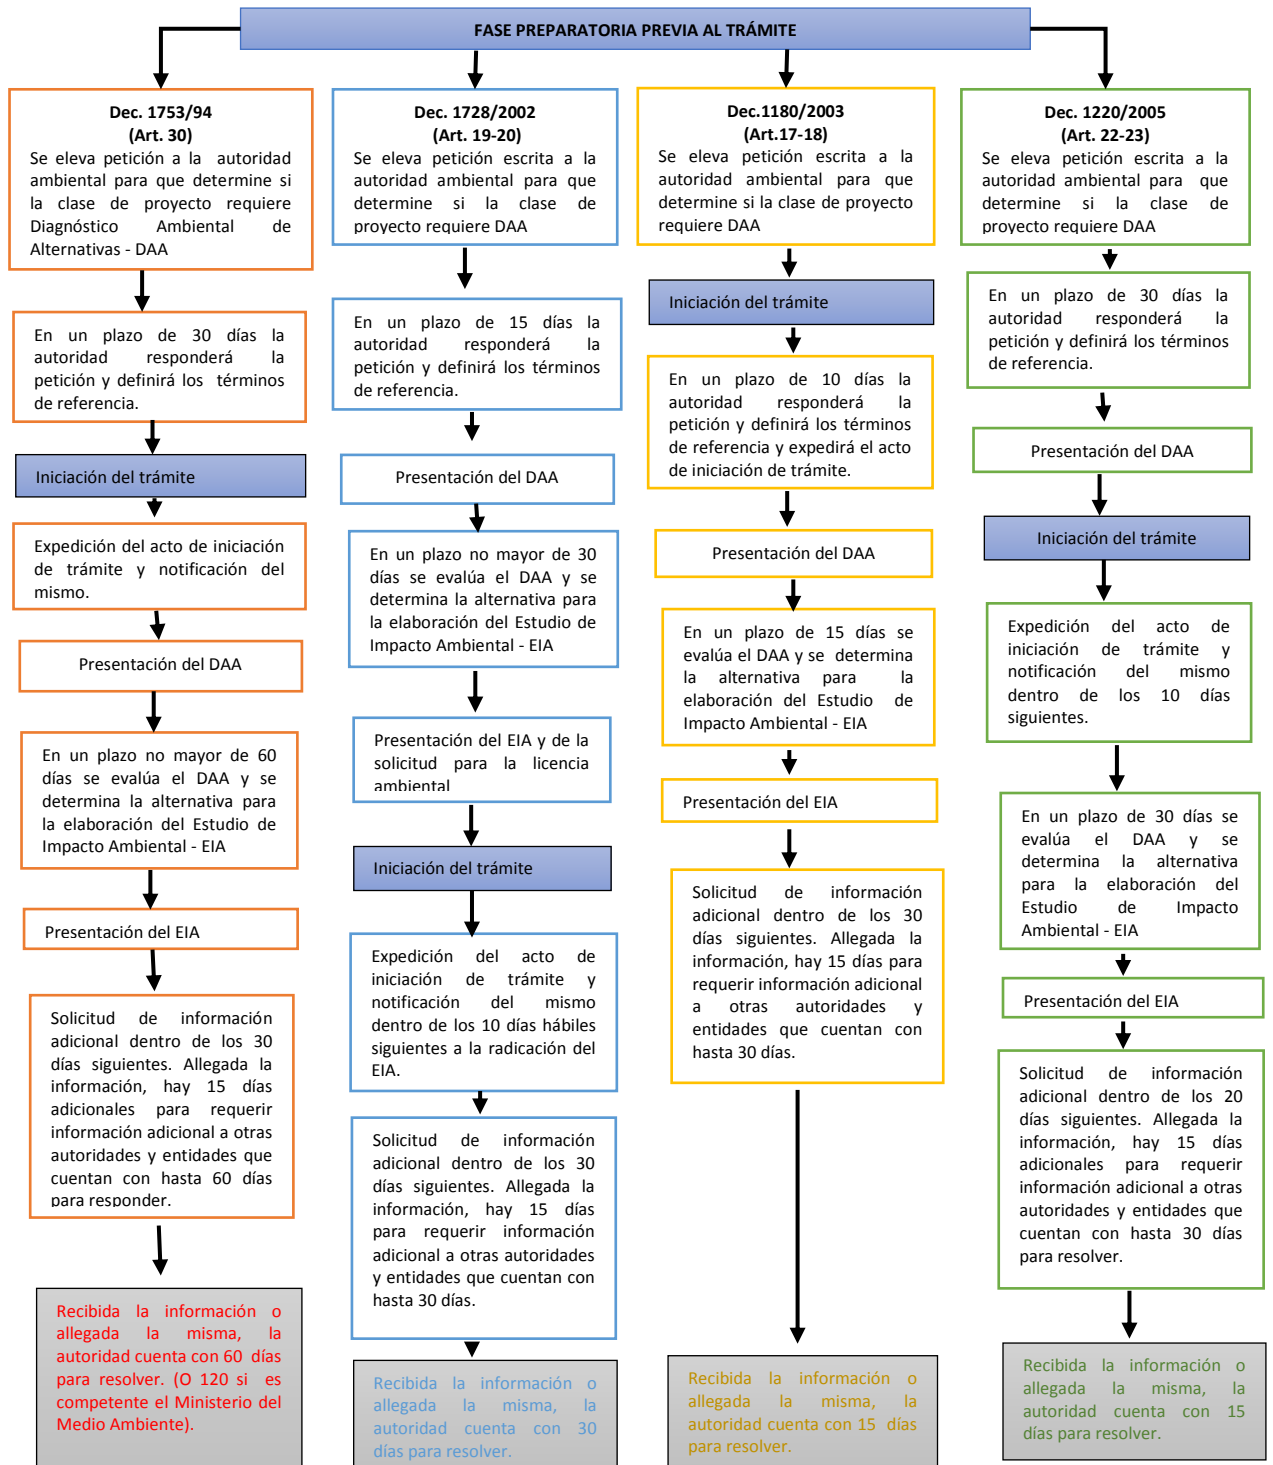 FASE PREPARATORIA PREVIA AL TRÁMITE
Dec. 1753/94
(Art. 30)
Se eleva petición a la autoridad
ambiental para que determine si
la clase de proyecto requiere
Diagnóstico Ambiental de
Alternativas - DAA
En un plazo de 30 días la
autoridad responderá la
petición y definirá los términos
de referencia.
Iniciación del trámite
Expedición del acto de iniciación
de trámite y notificación del
mismo.
Presentación del DAA
En un plazo no mayor de 60
días se evalúa el DAA y se
determina la alternativa para
la elaboración del Estudio de
Impacto Ambiental - EIA
Presentación del EIA
Solicitud de información
adicional dentro de los 30
días siguientes. Allegada la
información, hay 15 días
adicionales para requerir
información adicional a otras
autoridades y entidades que
cuentan con hasta 60 días
para responder.
Recibida la información o
allegada la misma, la
autoridad cuenta con 60 días
para resolver. (O 120 si es
competente el Ministerio del
Medio Ambiente).
Dec. 1728/2002
(Art. 19-20)
Se eleva petición escrita a la
autoridad ambiental para que
determine si la clase de
proyecto requiere DAA
En un plazo de 15 días la
autoridad responderá la
petición y definirá los términos
de referencia.
Presentación del DAA
En un plazo no mayor de 30
días se evalúa el DAA y se
determina la alternativa para
la elaboración del Estudio de
Impacto Ambiental - EIA
Presentación del EIA y de la
solicitud para la licencia
ambiental
Iniciación del trámite
Expedición del acto de
iniciación de trámite y
notificación del mismo
dentro de los 10 días hábiles
siguientes a la radicación del
EIA.
Solicitud de información
adicional dentro de los 30
días siguientes. Allegada la
información, hay 15 días
para requerir información
adicional a otras autoridades
y entidades que cuentan con
hasta 30 días.
Recibida la información o
allegada la misma, la
autoridad cuenta con 30
días para resolver.
Dec.1180/2003
(Art.17-18)
Se eleva petición escrita a la
autoridad ambiental para que
determine si la clase de proyecto
requiere DAA
Iniciación del trámite
En un plazo de 10 días la
autoridad responderá la
petición y definirá los términos
de referencia y expedirá el acto
de iniciación de trámite.
Presentación del DAA
En un plazo de 15 días se
evalúa el DAA y se determina
la alternativa para la
elaboración del Estudio de
Impacto Ambiental - EIA
Presentación del EIA
Solicitud de información
adicional dentro de los 30
días siguientes. Allegada la
información, hay 15 días para
requerir información adicional
a otras autoridades y
entidades que cuentan con
hasta 30 días.
Recibida la información o
allegada la misma, la
autoridad cuenta con 15 días
para resolver.
Dec. 1220/2005
(Art. 22-23)
Se eleva petición escrita a la
autoridad ambiental para que
determine si la clase de
proyecto requiere DAA
En un plazo de 30 días la
autoridad responderá la
petición y definirá los términos
de referencia.
Presentación del DAA
Iniciación del trámite
Expedición del acto de
iniciación de trámite y
notificación del mismo
dentro de los 10 días
siguientes.
En un plazo de 30 días se
evalúa el DAA y se
determina la alternativa
para la elaboración del
Estudio de Impacto
Ambiental - EIA
Presentación del EIA
Solicitud de información
adicional dentro de los 20
días siguientes. Allegada la
información, hay 15 días
adicionales para requerir
información adicional a otras
autoridades y entidades que
cuentan con hasta 30 días
para resolver.
Recibida la información o
allegada la misma, la
autoridad cuenta con 15
días para resolver.